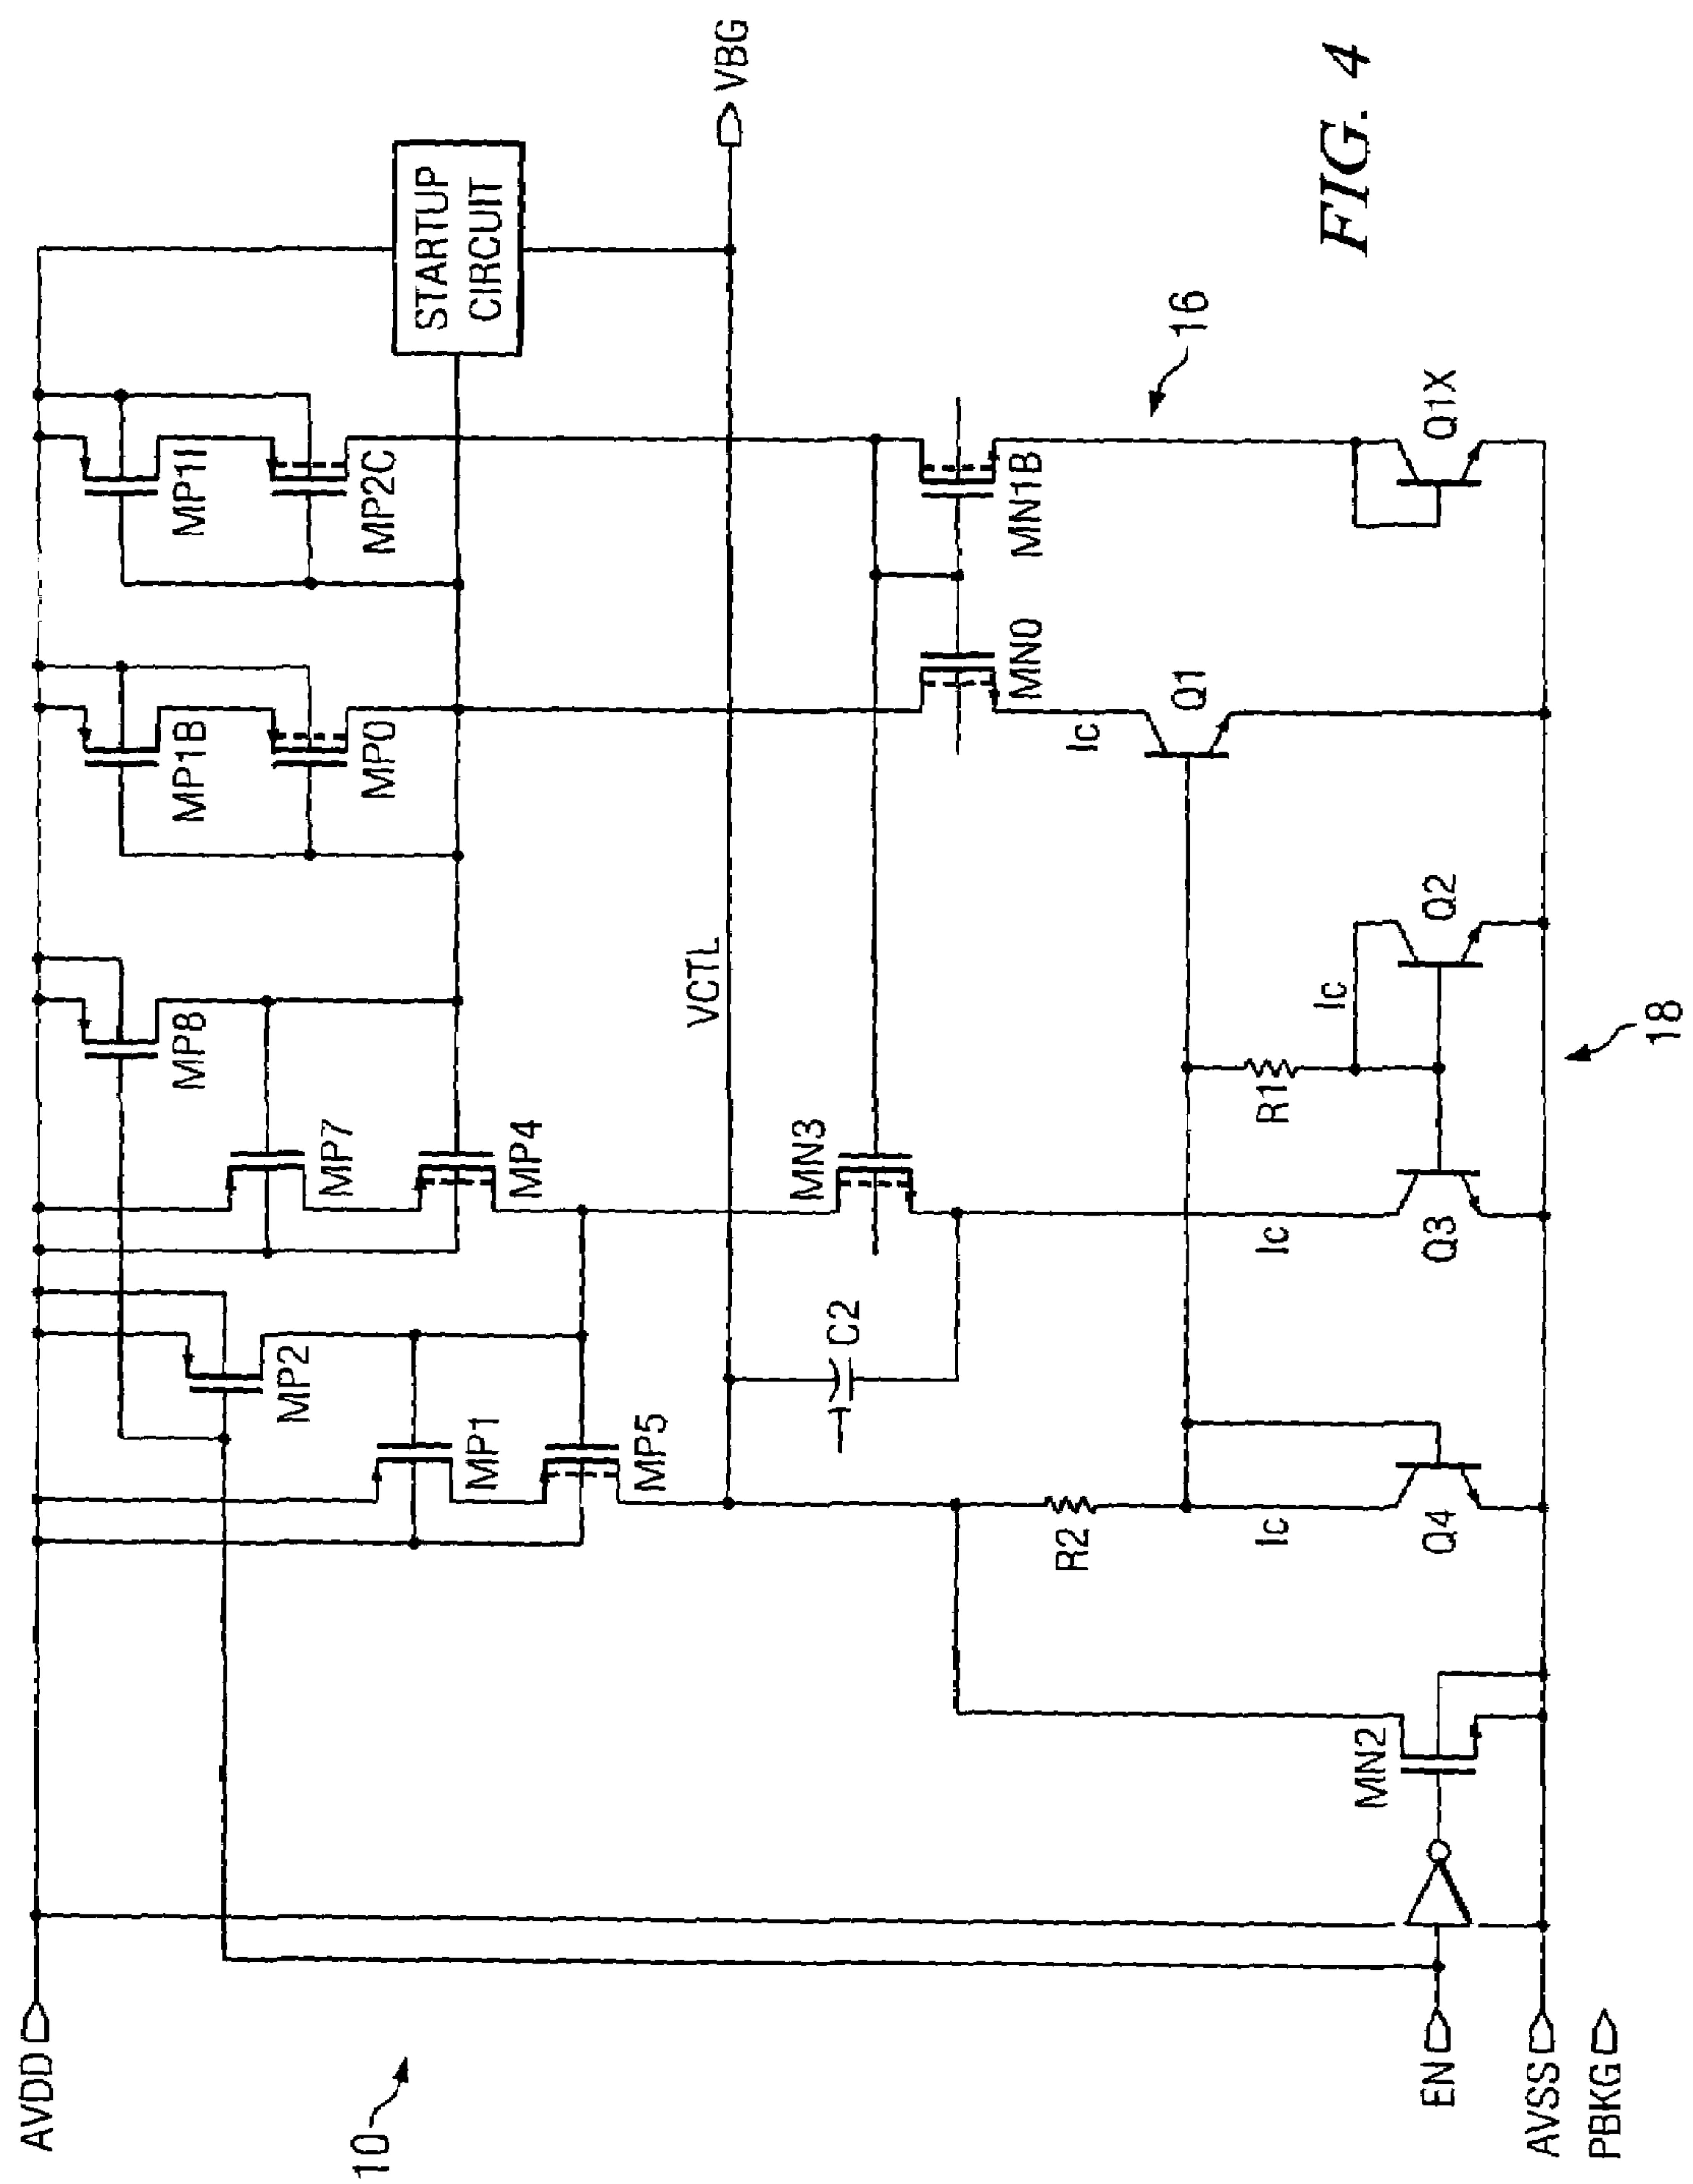 AVDD
10
MP2
MP1
MP5
MP8
MP7
MP4
MP1B
MP0
MP1I
MP2C
STARTUP
CIRCUIT
VCTL
VBG
C2
MN3
MN0
MN1B
16
R2
Ic
Q4
Ic
Q3
R1
Ic
Q2
Ic
Q1
Q1X
MN2
EN
AVSS
PBKG
18
FIG. 4